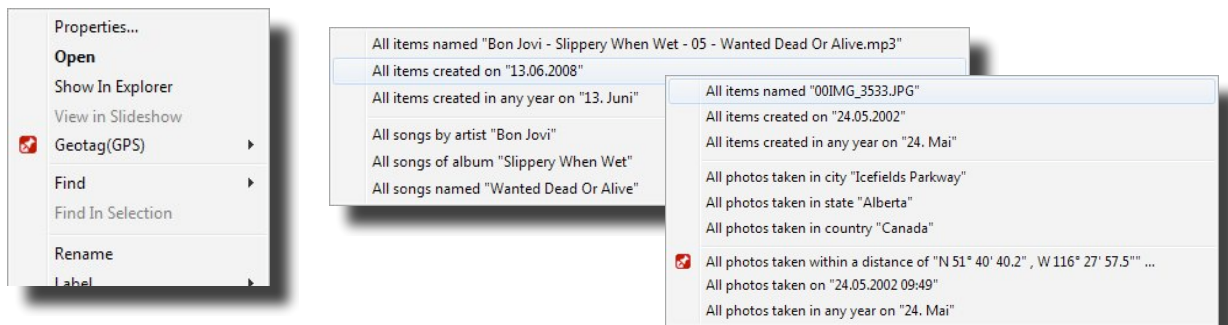 Properties...
Open
Show In Explorer
View in Slideshow
Geotag(GPS)
Find
Find In Selection
Rename
Label
All items named "Bon Jovi - Slippery When Wet - 05 - Wanted Dead Or Alive.mp3"
All items created on "13.06.2008"
All items created in any year on "13. Juni"
All songs by artist "Bon Jovi"
All songs of album "Slippery When Wet"
All songs named "Wanted Dead Or Alive"
All items named "00IMG_3533.JPG"
All items created on "24.05.2002"
All items created in any year on "24. Mai"
All photos taken in city "Icefields Parkway"
All photos taken in state "Alberta"
All photos taken in country "Canada"
All photos taken within a distance of "N 51° 40' 40.2" , W 116° 27' 57.5"" ...
All photos taken on "24.05.2002 09:49"
All photos taken in any year on "24. Mai"